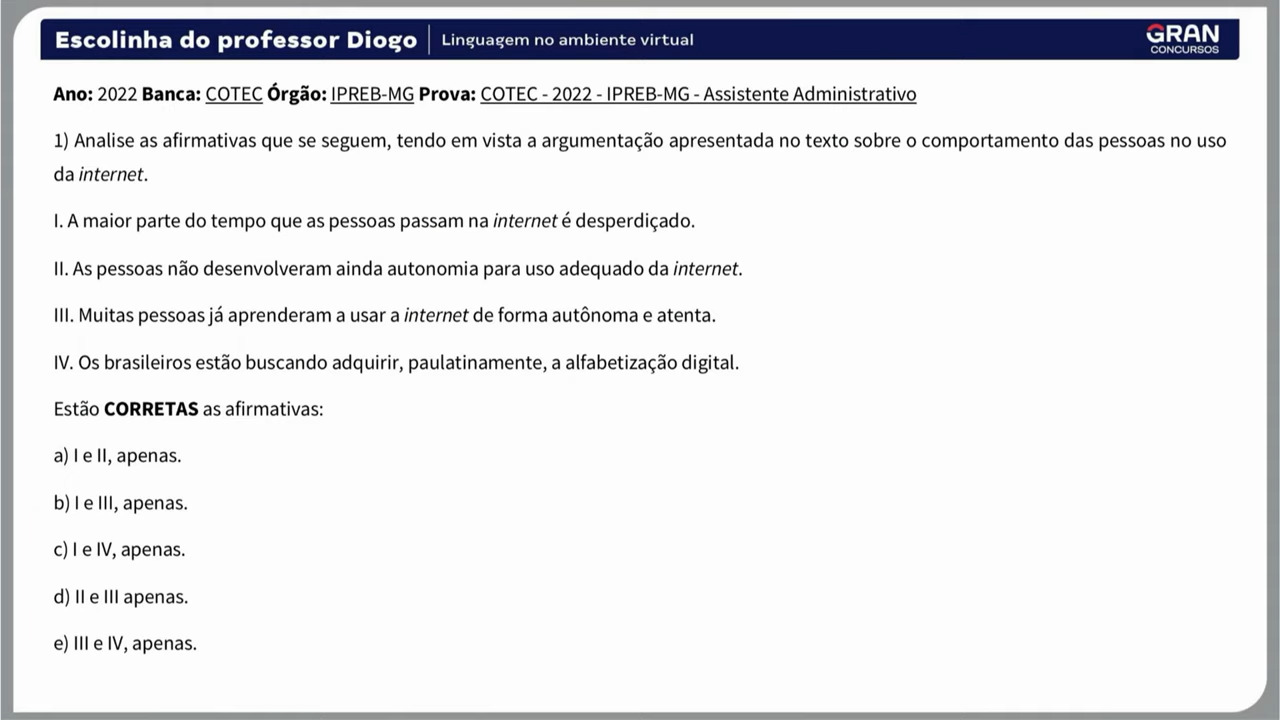 Escolinha do professor Diogo | Linguagem no ambiente virtual
GRAN
CONCURSOS
Ano: 2022 Banca: COTEC Órgão: IPREB-MG Prova: COTEC - 2022 - IPREB-MG - Assistente Administrativo
1) Analise as afirmativas que se seguem, tendo em vista a argumentação apresentada no texto sobre o comportamento das pessoas no uso
da internet.
I. A maior parte do tempo que as pessoas passam na internet é desperdiçado.
II. As pessoas não desenvolveram ainda autonomia para uso adequado da internet.
III. Muitas pessoas já aprenderam a usar a internet de forma autônoma e atenta.
IV. Os brasileiros estão buscando adquirir, paulatinamente, a alfabetização digital.
Estão CORRETAS as afirmativas:
a) I e II, apenas.
b) I e III, apenas.
c) I e IV, apenas.
d) II e III apenas.
e) III e IV, apenas.